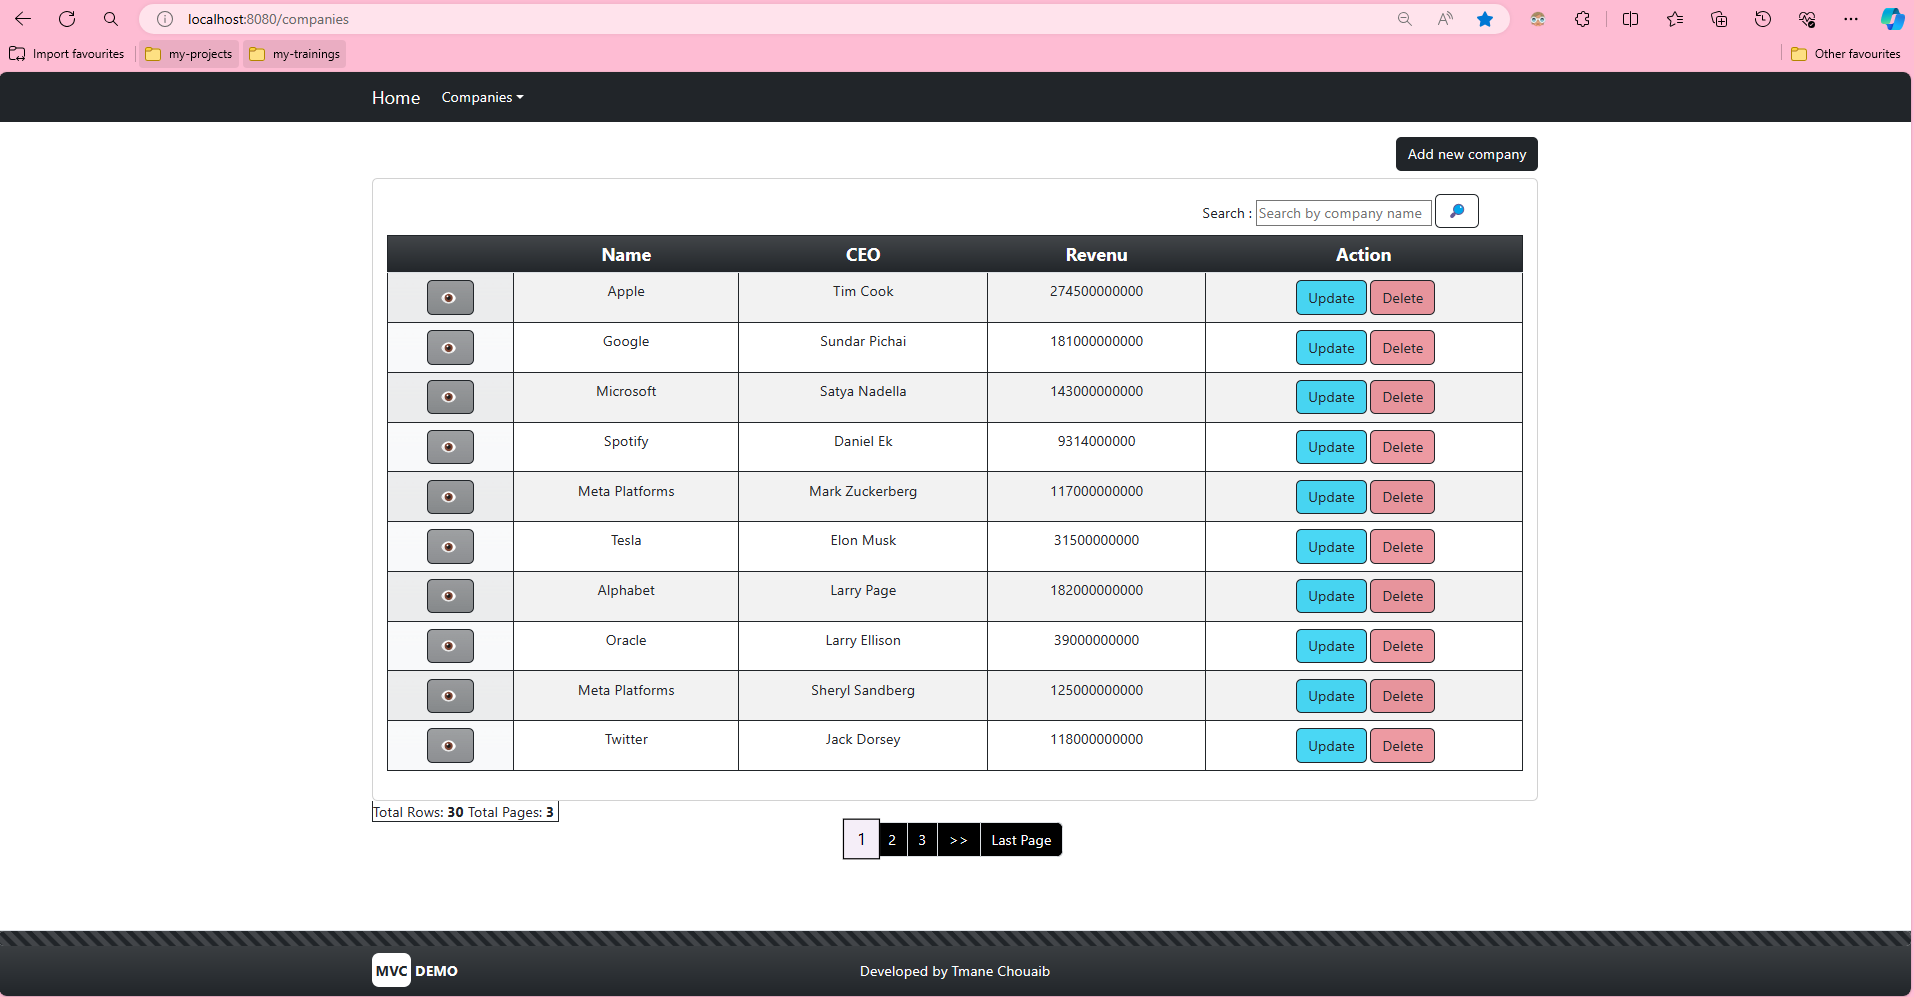 localhost:8080/companies
Import favourites my-projects my-trainings Other favourites
Home Companies
Add new company
Search : Search by company name
Name CEO Revenu Action
Apple Tim Cook 274500000000 Update Delete
Google Sundar Pichai 181000000000 Update Delete
Microsoft Satya Nadella 143000000000 Update Delete
Spotify Daniel Ek 9314000000 Update Delete
Meta Platforms Mark Zuckerberg 117000000000 Update Delete
Tesla Elon Musk 31500000000 Update Delete
Alphabet Larry Page 182000000000 Update Delete
Oracle Larry Ellison 39000000000 Update Delete
Meta Platforms Sheryl Sandberg 125000000000 Update Delete
Twitter Jack Dorsey 118000000000 Update Delete
Total Rows: 30 Total Pages: 3
1 2 3 >> Last Page
MVC DEMO Developed by Tmane Chouaib